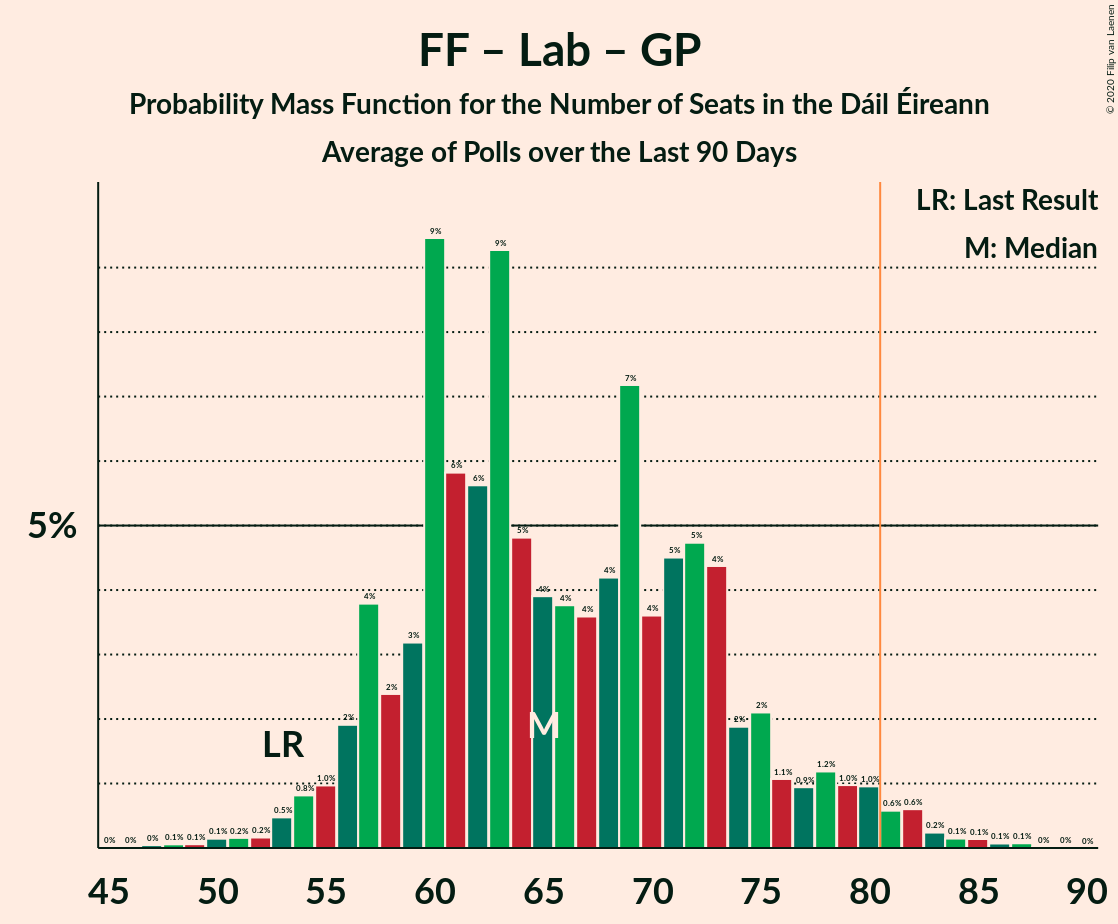 FF – Lab – GP
Probability Mass Function for the Number of Seats in the Dáil Éireann
Average of Polls over the Last 90 Days
© 2020 Filip van Laenen
LR: Last Result
M: Median
5%
0% 0% 0% 0.1% 0.1% 0.1% 0.2% 0.2% 0.5% 0.8% 1.0% 2% 4% 2% 3% 9% 6% 6% 9% 5% 4% 4% 4% 4% 7% 4% 5% 5% 4% 2% 2% 1.1% 0.9% 1.2% 1.0% 1.0% 0.6% 0.6% 0.2% 0.1% 0.1% 0.1% 0.1% 0% 0% 0%
LR
M
45 50 55 60 65 70 75 80 85 90